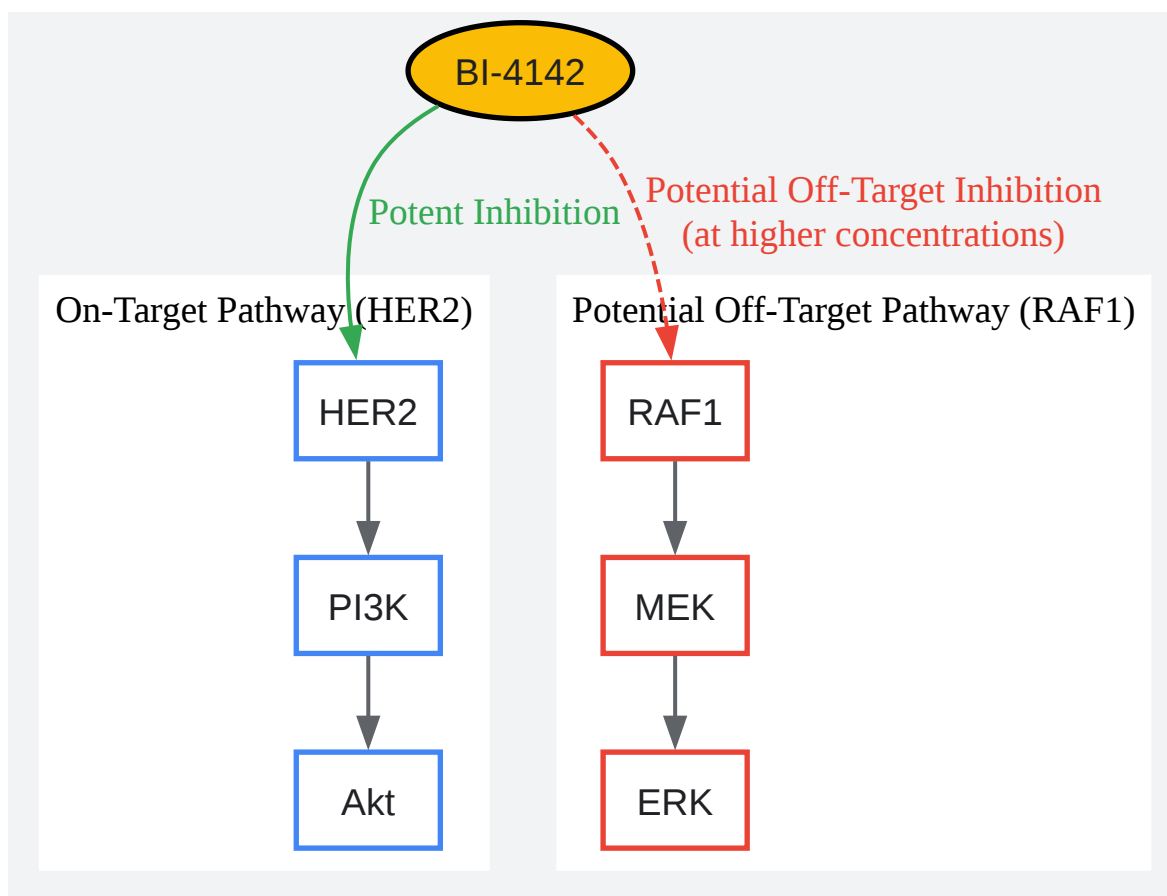 BI-4142
Potent Inhibition
Potential Off-Target Inhibition
(at higher concentrations)
On-Target Pathway (HER2)
HER2
PI3K
Akt
Potential Off-Target Pathway (RAF1)
RAF1
MEK
ERK